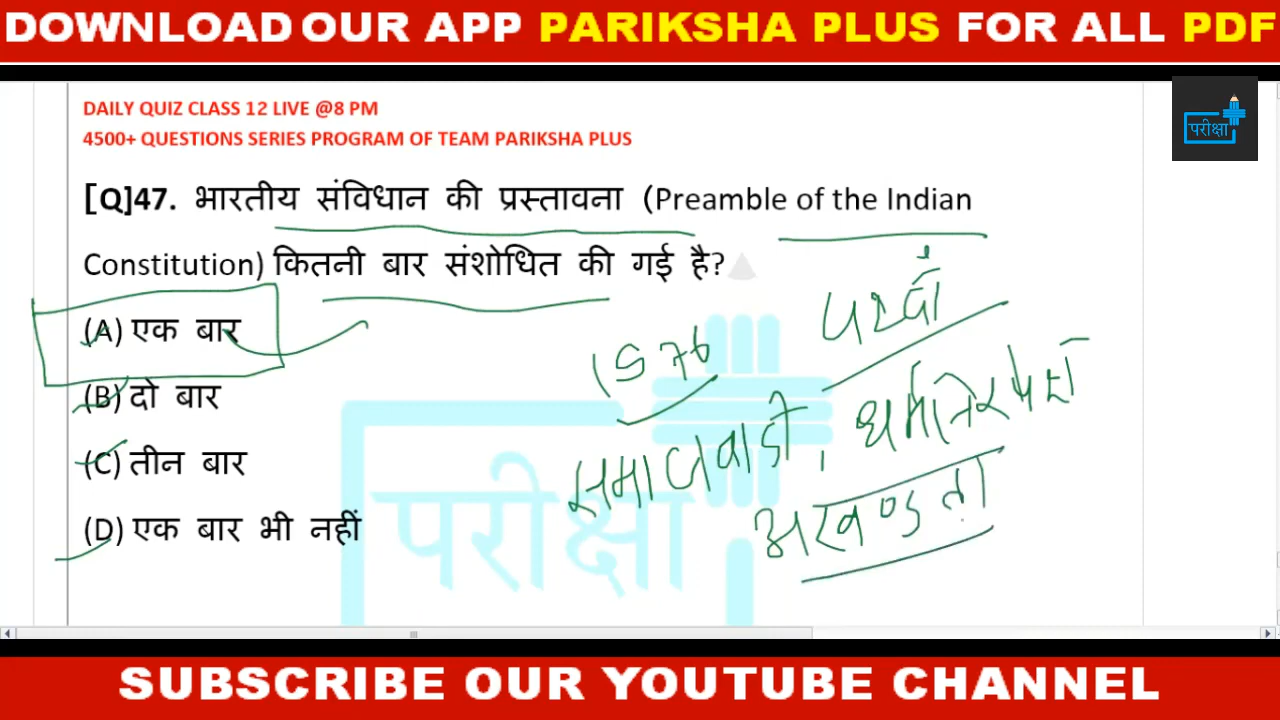 DOWNLOAD OUR APP PARIKSHA PLUS FOR ALL PDF
DAILY QUIZ CLASS 12 LIVE @8 PM
4500+ QUESTIONS SERIES PROGRAM OF TEAM PARIKSHA PLUS
परीक्षा
[Q]47. भारतीय संविधान की प्रस्तावना (Preamble of the Indian
Constitution) कितनी बार संशोधित की गई है?
(A) एक बार
(B) दो बार
(C) तीन बार
(D) एक बार भी नहीं
1976
समाजवादी, धर्मनिरपेक्ष
अखण्डता
परीक्षा
SUBSCRIBE OUR YOUTUBE CHANNEL